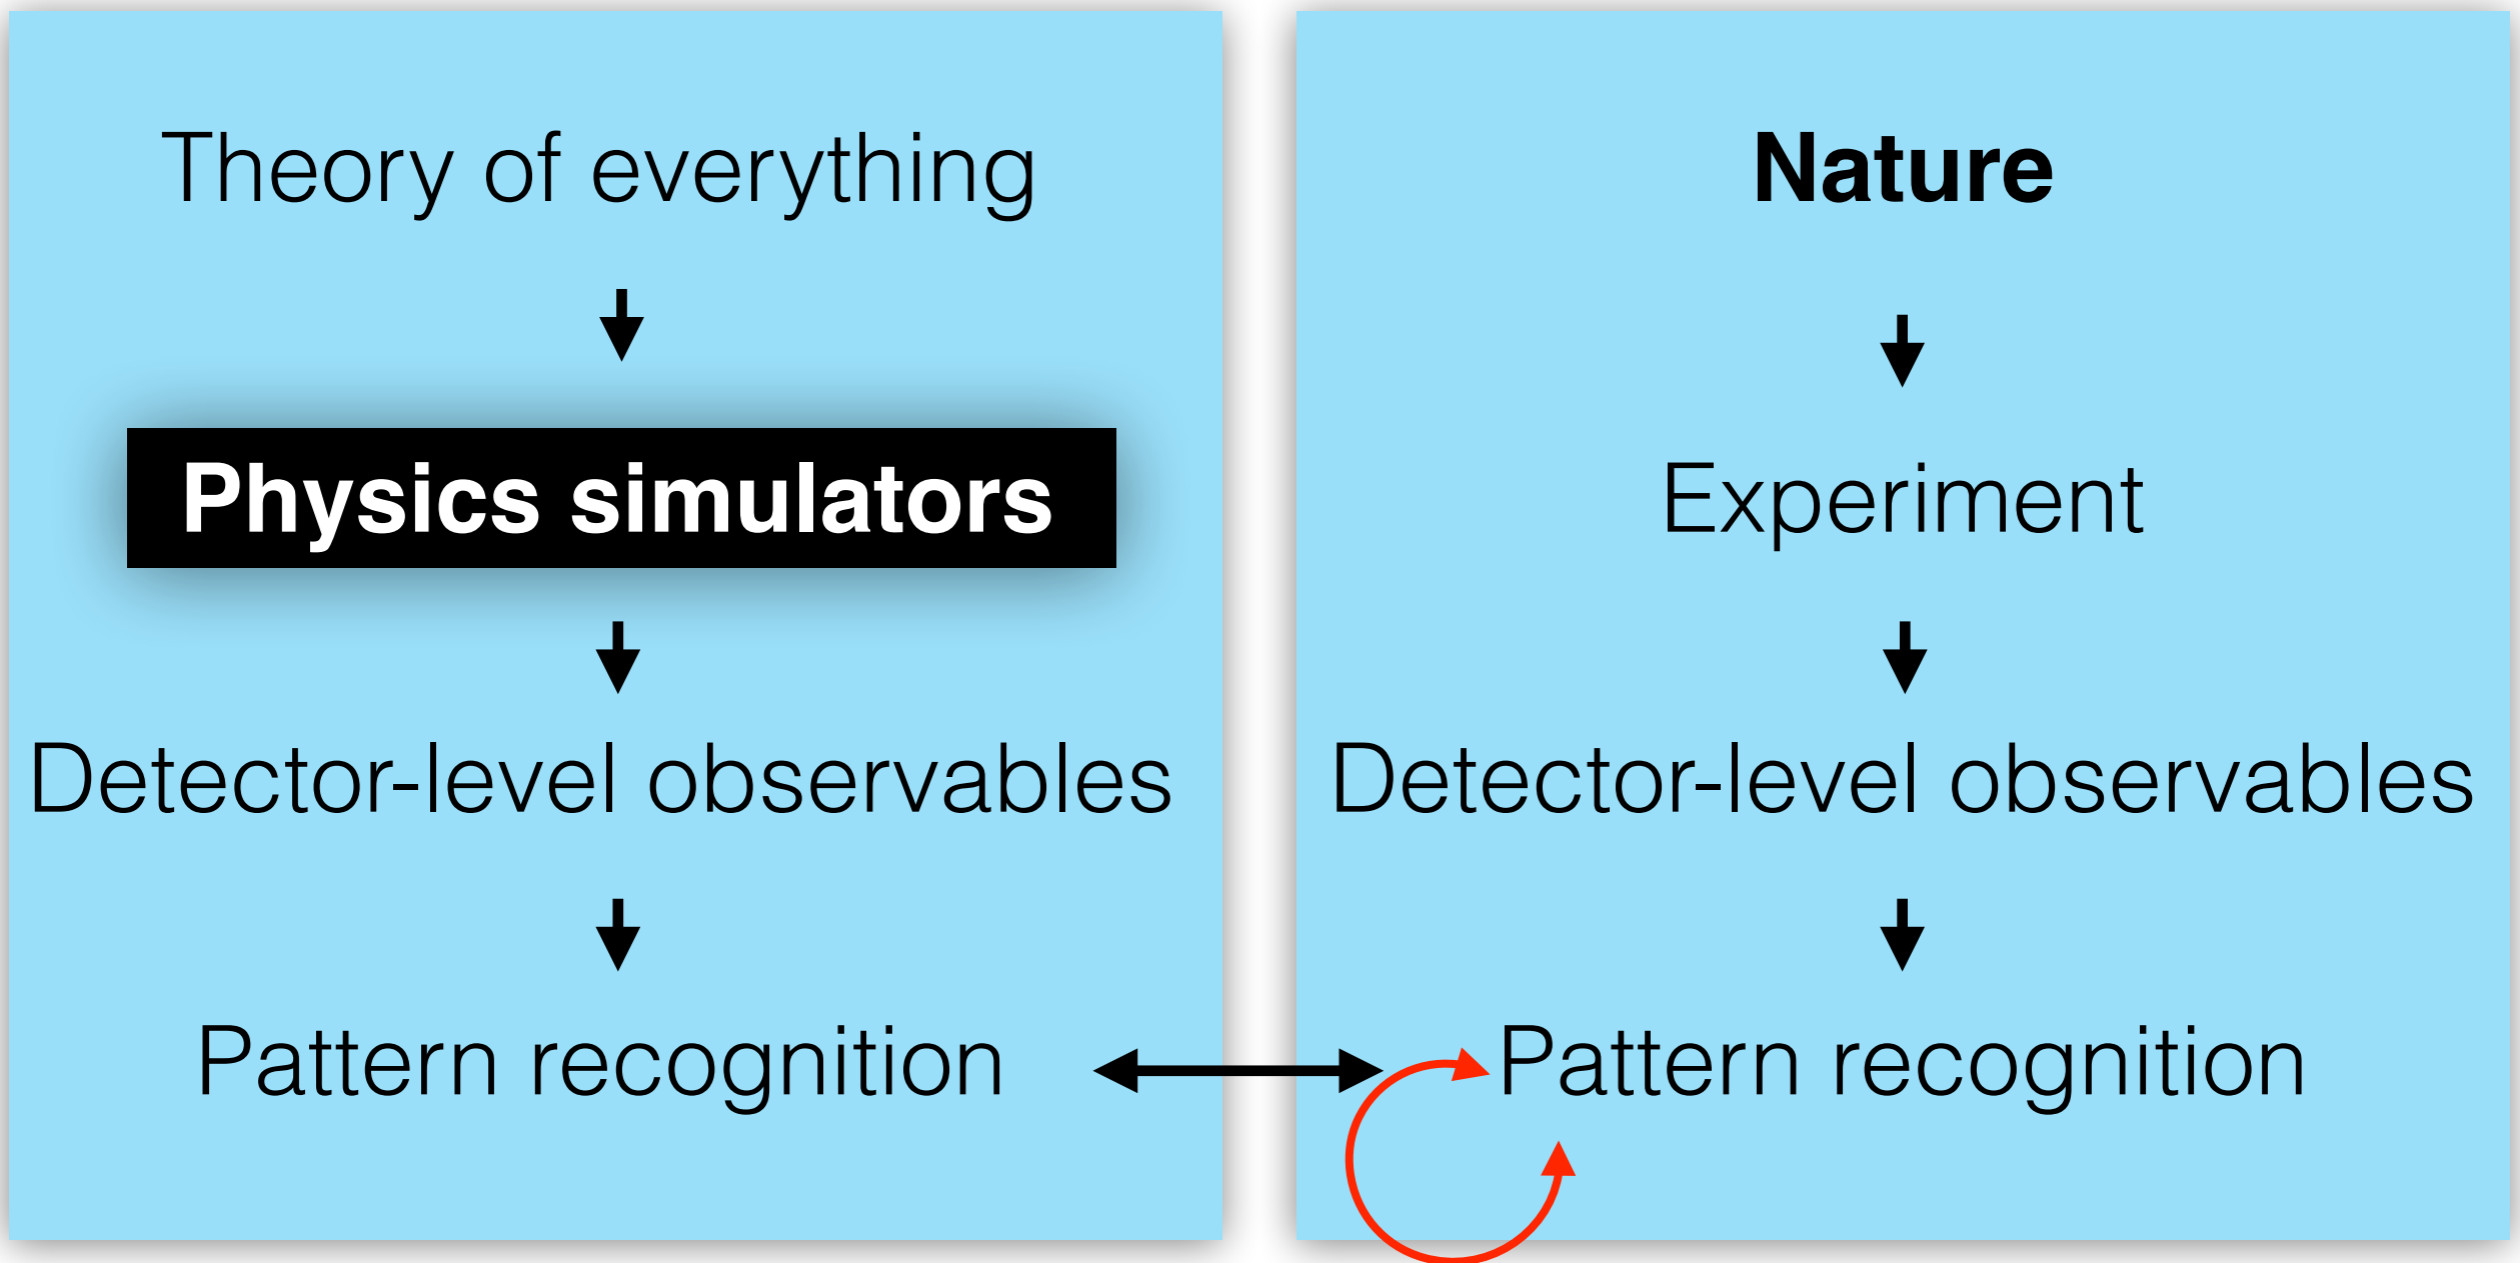 Theory of everything
Physics simulators
Detector-level observables
Pattern recognition
Nature
Experiment
Detector-level observables
Pattern recognition